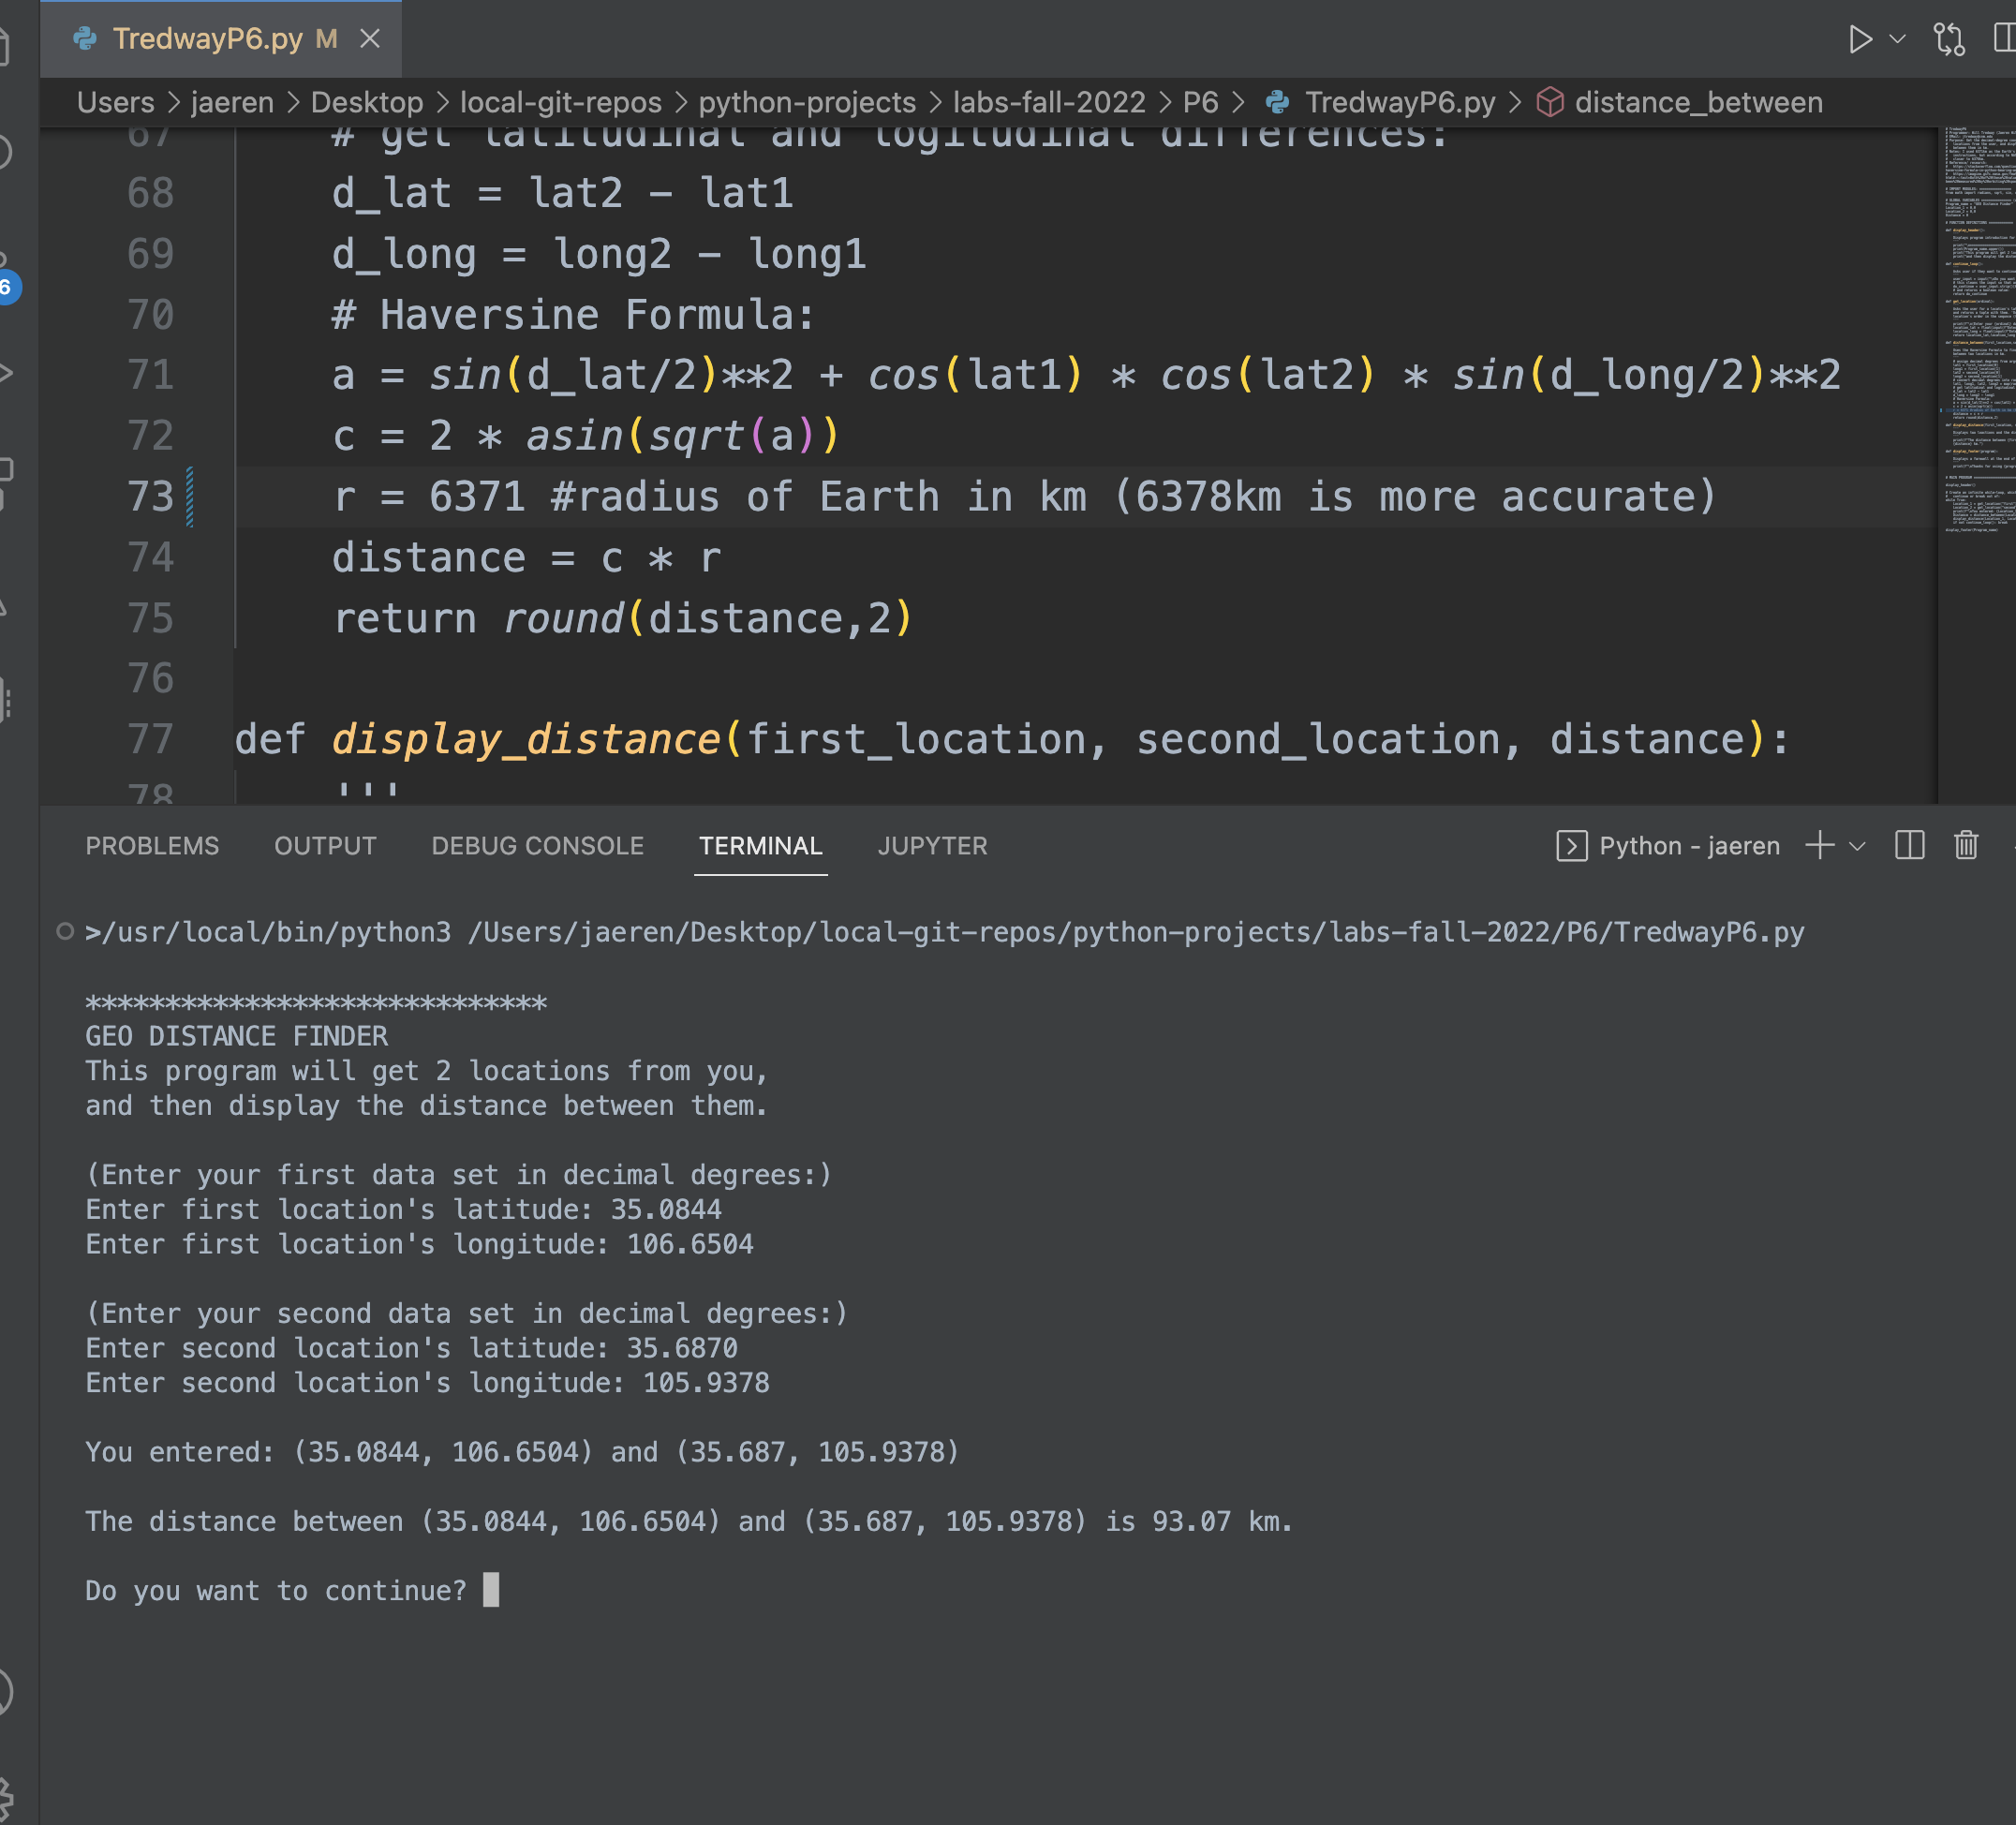 TredwayP6.py M
Users > jaeren > Desktop > local-git-repos > python-projects > labs-fall-2022 > P6 > TredwayP6.py > distance_between
67 # get latitudinal and logitudinal differences:
68 d_lat = lat2 - lat1
69 d_long = long2 - long1
70 # Haversine Formula:
71 a = sin(d_lat/2)**2 + cos(lat1) * cos(lat2) * sin(d_long/2)**2
72 c = 2 * asin(sqrt(a))
73 r = 6371 #radius of Earth in km (6378km is more accurate)
74 distance = c * r
75 return round(distance,2)
76
77 def display_distance(first_location, second_location, distance):
78 '''
6
PROBLEMS OUTPUT DEBUG CONSOLE TERMINAL JUPYTER Python - jaeren
>/usr/local/bin/python3 /Users/jaeren/Desktop/local-git-repos/python-projects/labs-fall-2022/P6/TredwayP6.py
*****************************
GEO DISTANCE FINDER
This program will get 2 locations from you,
and then display the distance between them.
(Enter your first data set in decimal degrees:)
Enter first location's latitude: 35.0844
Enter first location's longitude: 106.6504
(Enter your second data set in decimal degrees:)
Enter second location's latitude: 35.6870
Enter second location's longitude: 105.9378
You entered: (35.0844, 106.6504) and (35.687, 105.9378)
The distance between (35.0844, 106.6504) and (35.687, 105.9378) is 93.07 km.
Do you want to continue?